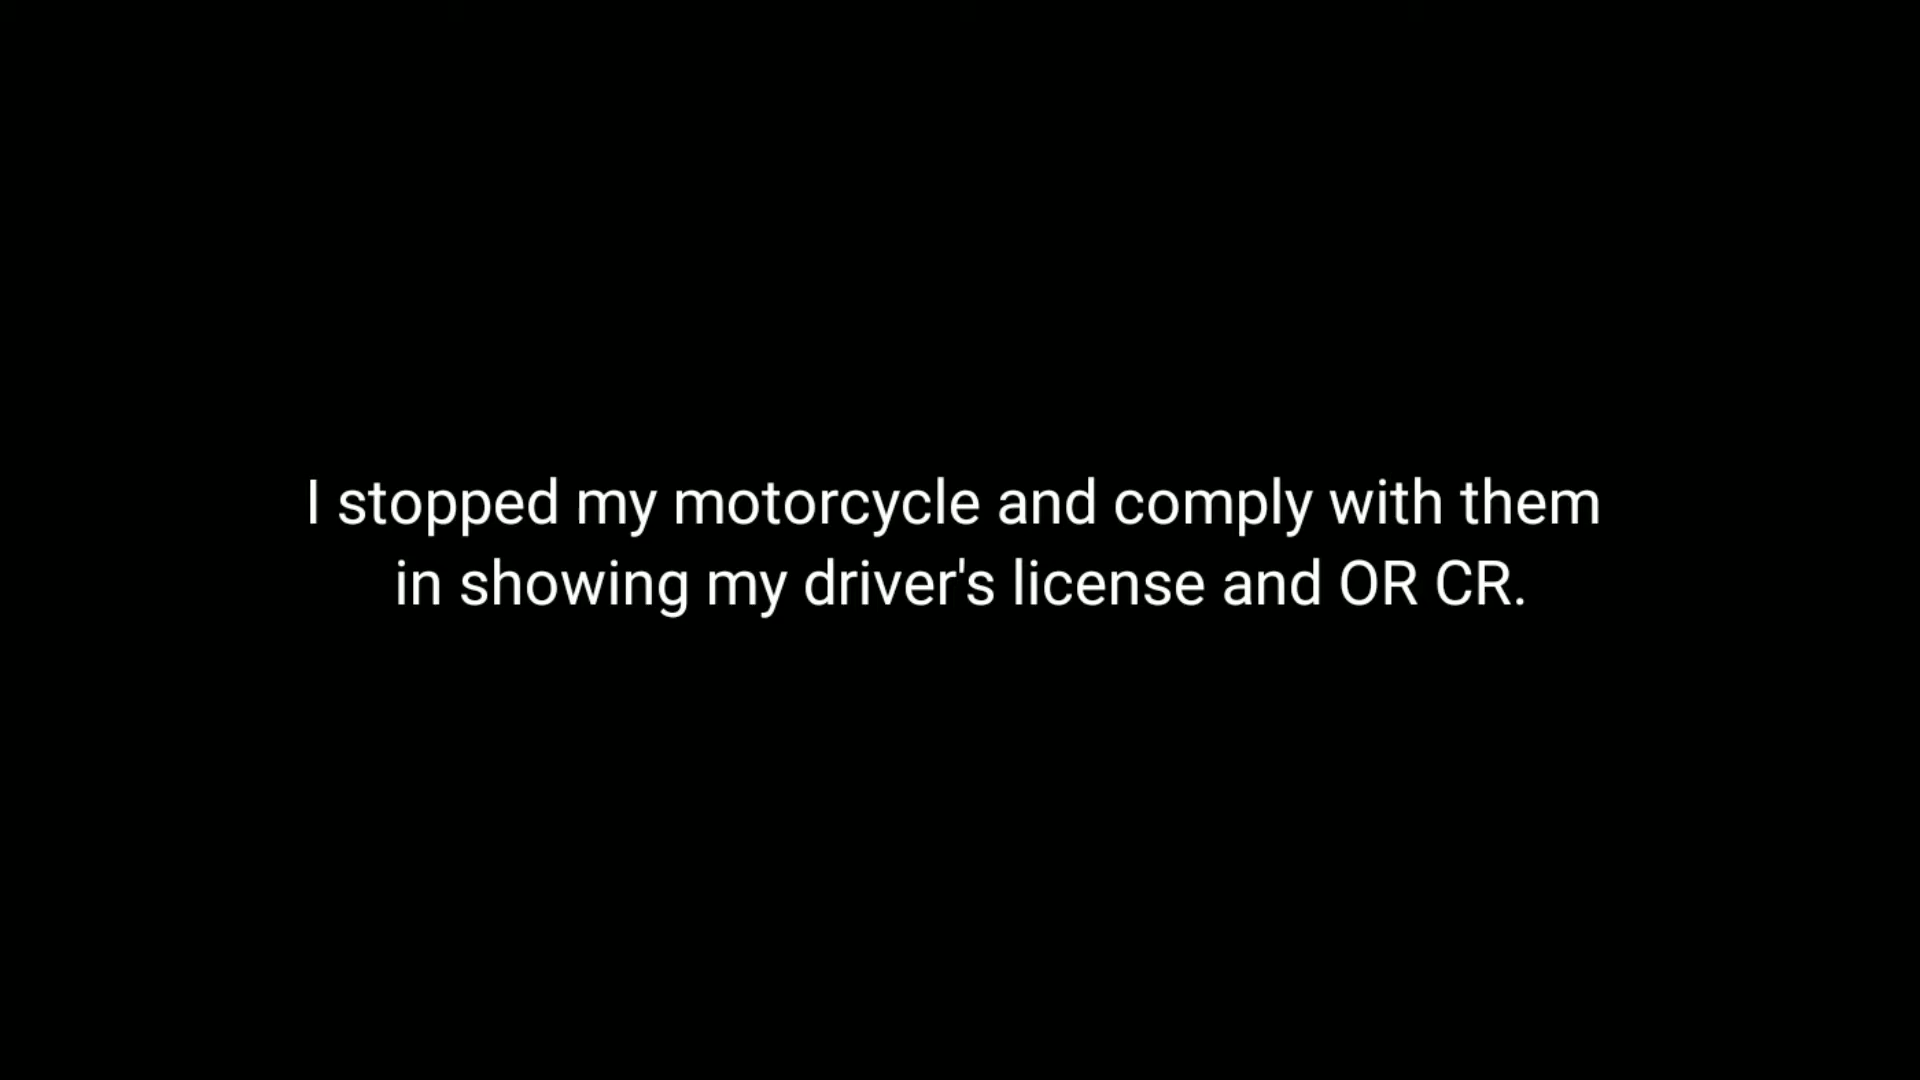 I stopped my motorcycle and comply with them
in showing my driver's license and OR CR.